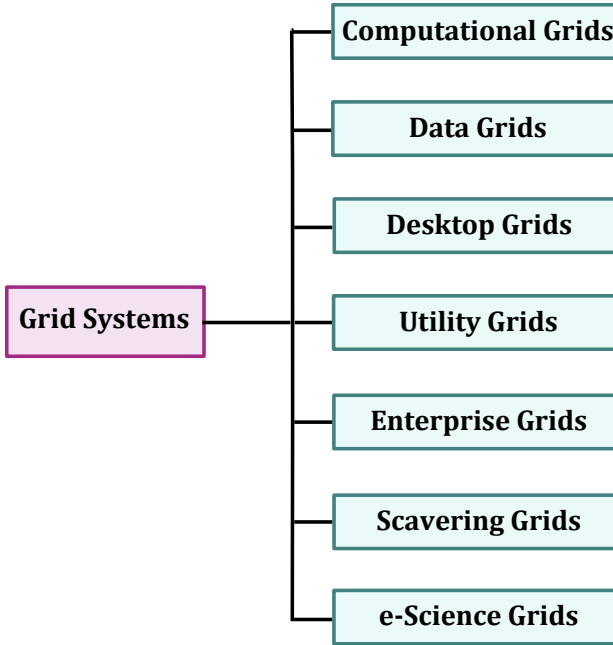 Computational Grids
Data Grids
Desktop Grids
Grid Systems
Utility Grids
Enterprise Grids
Scavering Grids
e-Science Grids